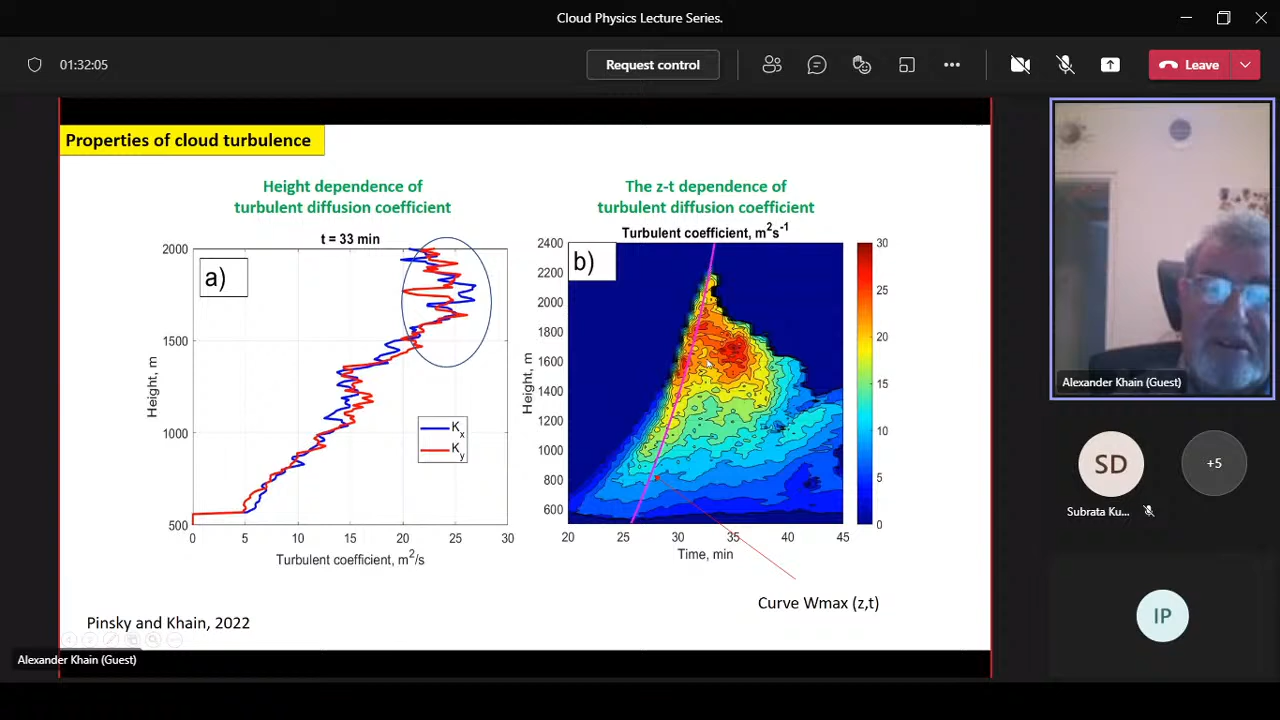 Cloud Physics Lecture Series.
01:32:05
Request control
Leave
Properties of cloud turbulence
Height dependence of
turbulent diffusion coefficient
The z-t dependence of
turbulent diffusion coefficient
t = 33 min
Turbulent coefficient, m2s-1
a)
b)
2000
1500
1000
500
Height, m
Kx
Ky
0 5 10 15 20 25 30
Turbulent coefficient, m2/s
2400
2200
2000
1800
1600
1400
1200
1000
800
600
Height, m
20 25 30 35 40 45
Time, min
30
25
20
15
10
5
0
Curve Wmax (z,t)
Pinsky and Khain, 2022
Alexander Khain (Guest)
Alexander Khain (Guest)
SD
+5
Subrata Ku...
IP